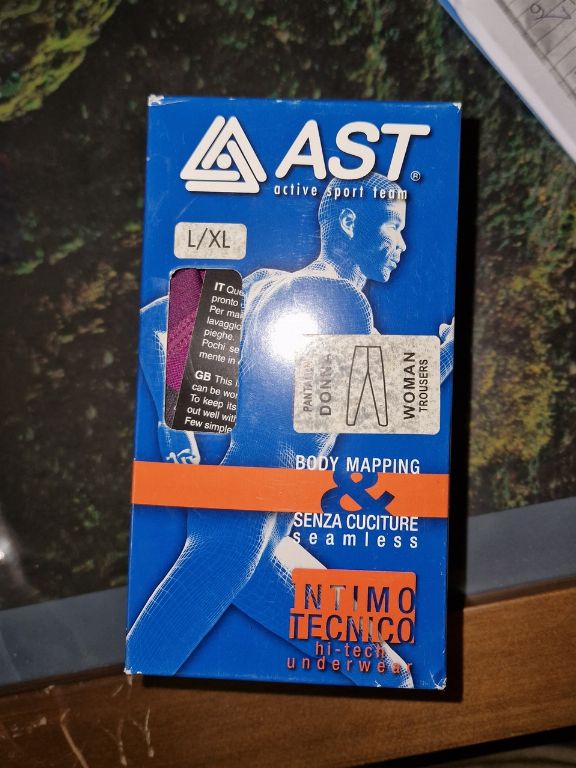 AST®
active sport team
L/XL
IT Que
pronto
Per
lavaggio
pieghe.
Pochi se
mente in
GB This
can be wo
To keep its
out well with
Few simple
DONNA
WOMAN
TROUSERS
BODY MAPPING
&
SENZA CUCITURE
seamless
INTIMO
TECNICO
hi-tech
underwear